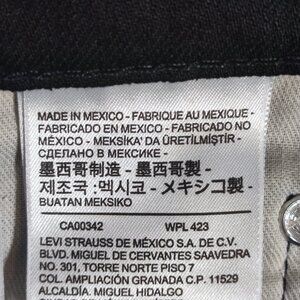 MADE IN MEXICO - FABRIQUE AU MEXIQUE -
FABRICADO EN MEXICO - FABRICADO NO
MÉXICO - MEKSİKA' DA ÜRETİLMİŞTİR -
СДЕЛАНО В МЕКСИКЕ -
墨西哥制造 - 墨西哥製 -
제조국 :멕시코 - メキシコ製 -
BUATAN MEKSIKO
CA00342 WPL 423
LEVI STRAUSS DE MÉXICO S.A. DE C.V.
BLVD. MIGUEL DE CERVANTES SAAVEDRA
NO. 301, TORRE NORTE PISO 7
COL. AMPLIACIÓN GRANADA C.P. 11529
ALCALDÍA. MIGUEL HIDALGO